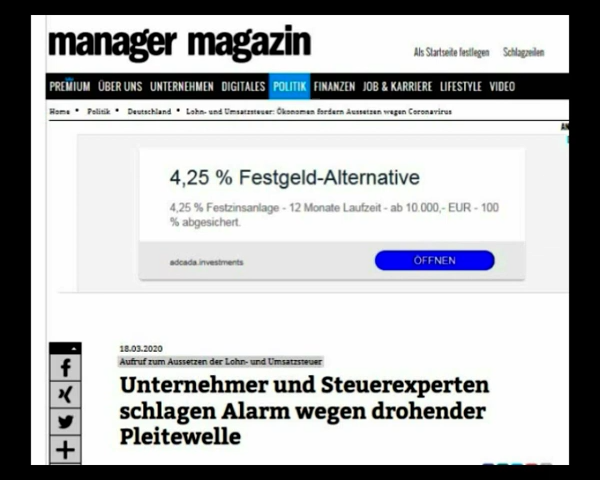 manager magazin
Als Startseite festlegen Schlagzeilen
PREMIUM ÜBER UNS UNTERNEHMEN DIGITALES POLITIK FINANZEN JOB & KARRIERE LIFESTYLE VIDEO
Home • Politik • Deutschland • Lohn- und Umsatzsteuer: Ökonomen fordern Aussetzen wegen Coronavirus
AN
4,25 % Festgeld-Alternative
4,25 % Festzinsanlage - 12 Monate Laufzeit - ab 10.000,- EUR - 100
% abgesichert.
adcada.investments
ÖFFNEN
18.03.2020
Aufruf zum Aussetzen der Lohn- und Umsatzsteuer
Unternehmer und Steuerexperten
schlagen Alarm wegen drohender
Pleitewelle